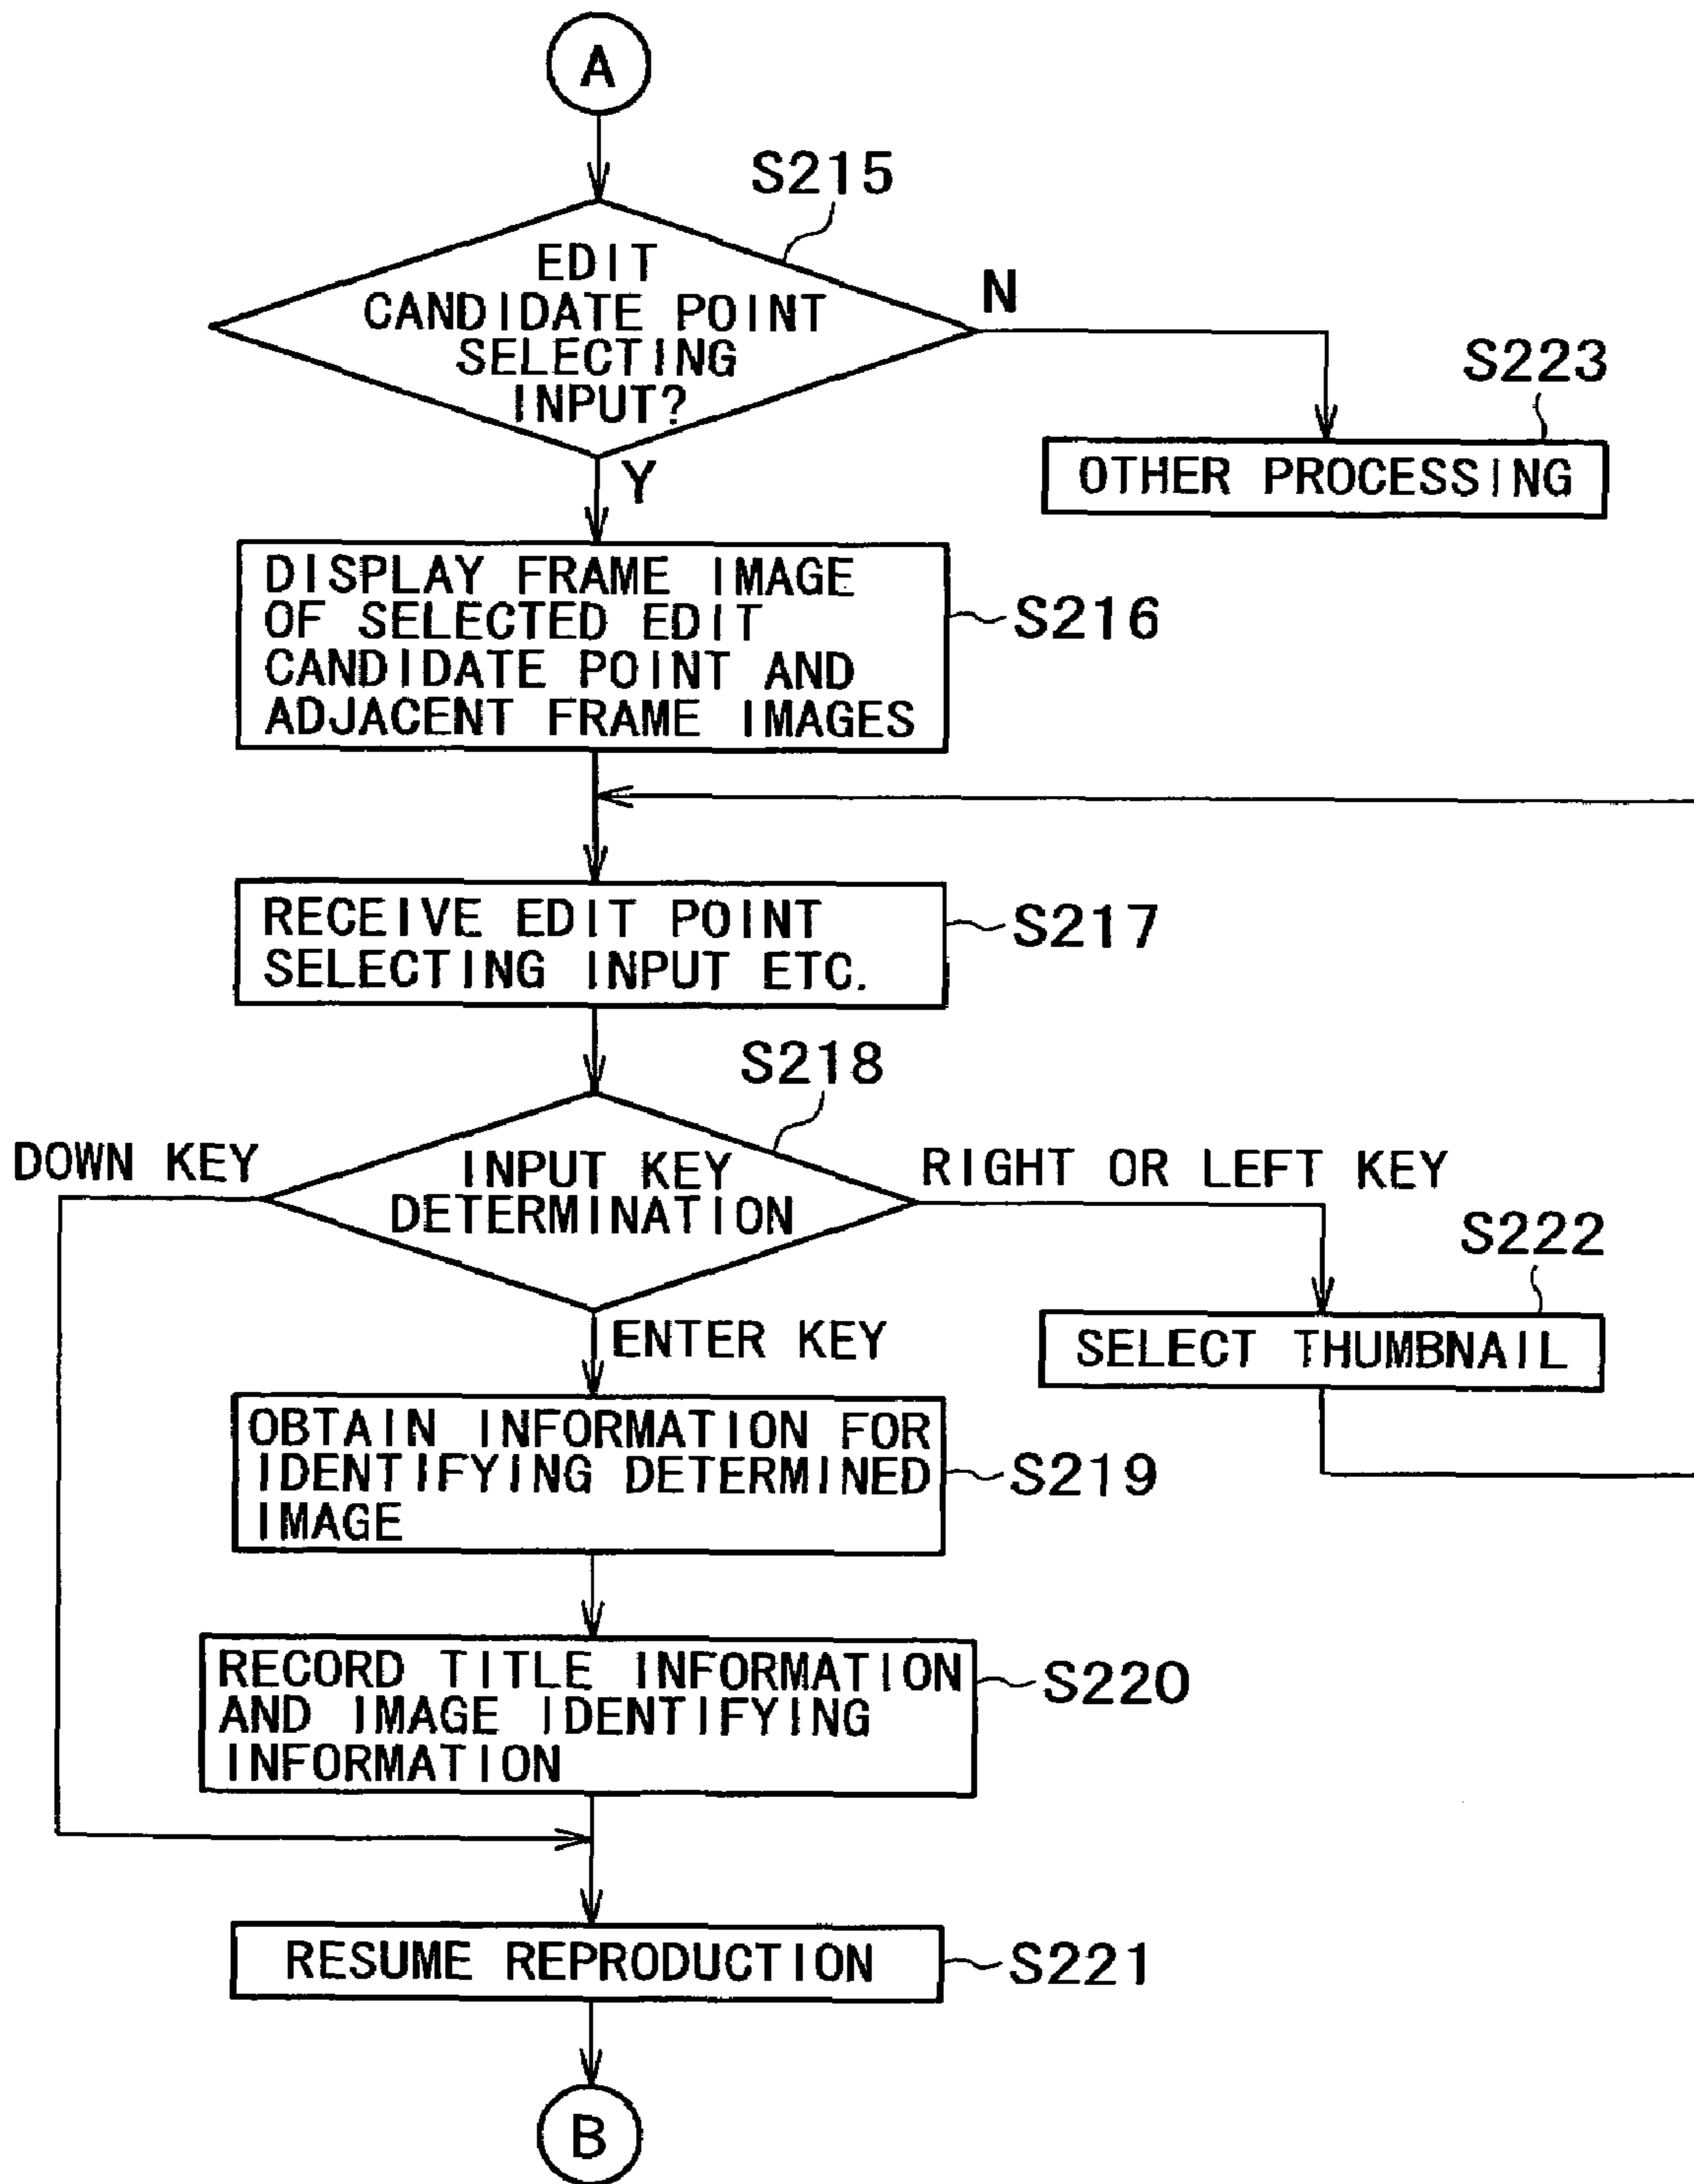 A
S215
EDIT
CANDIDATE POINT
SELECTING
INPUT?
N
S223
OTHER PROCESSING
Y
DISPLAY FRAME IMAGE
OF SELECTED EDIT
CANDIDATE POINT AND
ADJACENT FRAME IMAGES
S216
RECEIVE EDIT POINT
SELECTING INPUT ETC.
S217
S218
DOWN KEY
INPUT KEY
DETERMINATION
RIGHT OR LEFT KEY
S222
SELECT THUMBNAIL
ENTER KEY
OBTAIN INFORMATION FOR
IDENTIFYING DETERMINED
IMAGE
S219
RECORD TITLE INFORMATION
AND IMAGE IDENTIFYING
INFORMATION
S220
RESUME REPRODUCTION
S221
B